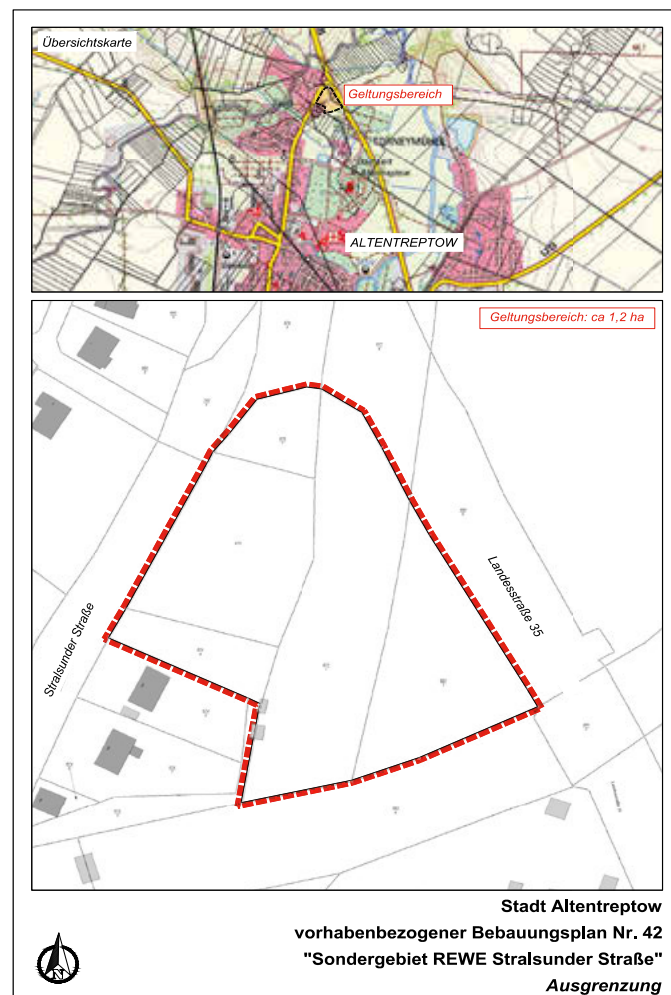 Übersichtskarte
Geltungsbereich
ALTENTREPTOW
Geltungsbereich: ca 1,2 ha
Landesstraße 35
Stralsunder Straße
Stadt Altentreptow
vorhabenbezogener Bebauungsplan Nr. 42
"Sondergebiet REWE Stralsunder Straße"
Ausgrenzung
N